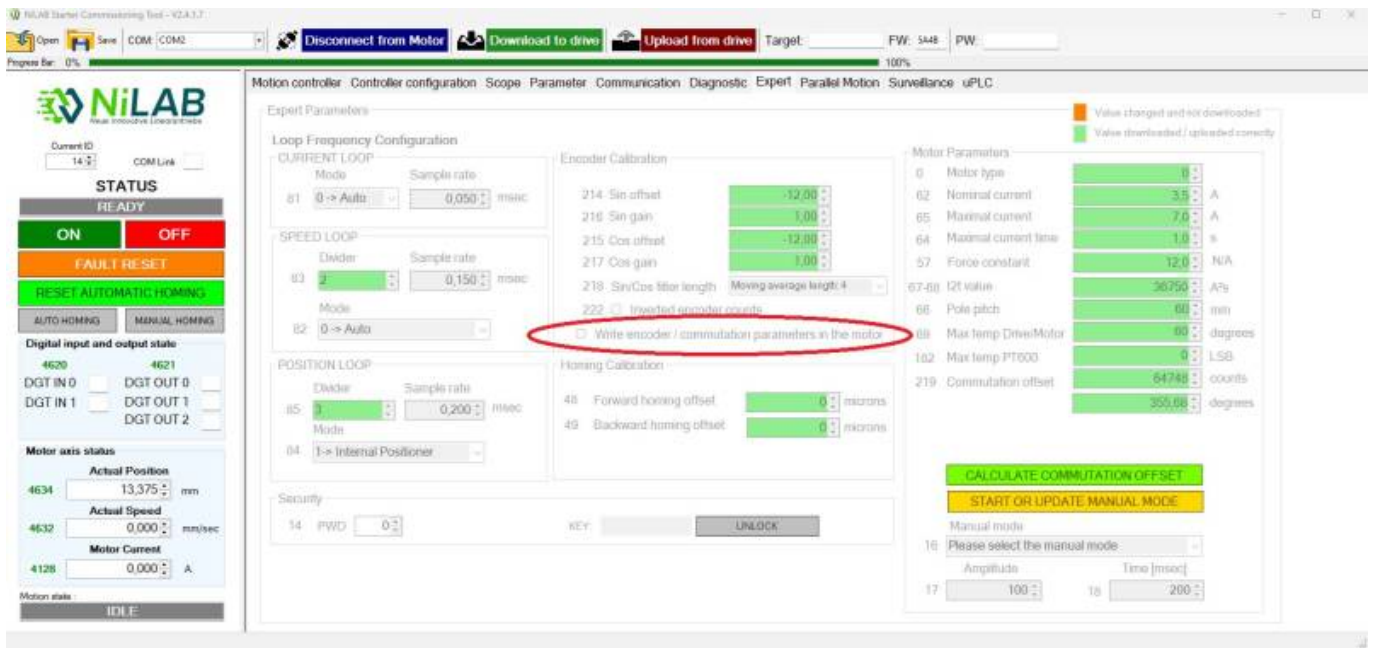 NiLAB Starter Commissioning Tool - V2.4.1.7
Open Save COM: COM2 Disconnect from Motor Download to drive Upload from drive Target: FW: 5A4B PW:
Progress Bar: 0% 100%
Motion controller Controller configuration Scope Parameter Communication Diagnostic Expert Parallel Motion Surveillance uPLC
NiLAB
Neue Innovative Linearantriebe
Current ID
14 COM Link
STATUS
READY
ON OFF
FAULT RESET
RESET AUTOMATIC HOMING
AUTO HOMING MANUAL HOMING
Digital input and output state
4620 4621
DGT IN 0 DGT OUT 0
DGT IN 1 DGT OUT 1
DGT OUT 2
Motor axis status
Actual Position
4634 13,375 mm
Actual Speed
4632 0,000 mm/sec
Motor Current
4128 0,000 A
Motion state :
IDLE
Expert Parameters
Loop Frequency Configuration
CURRENT LOOP
Mode Sample rate
81 0 -> Auto 0,050 msec
SPEED LOOP
Divider Sample rate
83 2 0,150 msec
Mode
82 0 -> Auto
POSITION LOOP
Divider Sample rate
85 3 0,200 msec
Mode
84 1-> Internal Positioner
Security
14 PWD 0 KEY: UNLOCK
Encoder Calibration
214 Sin offset -12,00
216 Sin gain 1,00
215 Cos offset -12,00
217 Cos gain 1,00
218 Sin/Cos filter length Moving average length: 4
222 Inverted encoder counts
Write encoder / commutation parameters in the motor
Homing Calibration
48 Forward homing offset 0 microns
49 Backward homing offset 0 microns
Value changed and not downloaded
Value downloaded / uploaded correctly
Motor Parameters
0 Motor type 0
62 Nominal current 3,5 A
65 Maximal current 7,0 A
64 Maximal current time 1,0 s
57 Force constant 12,0 N/A
67-68 I2t value 36750 A²s
66 Pole pitch 60 mm
69 Max temp Drive/Motor 60 degrees
162 Max temp PT600 0 LSB
219 Commutation offset 64748 counts
355,68 degrees
CALCULATE COMMUTATION OFFSET
START OR UPDATE MANUAL MODE
Manual mode
16 Please select the manual mode
Amplitude Time [msec]
17 100 18 200